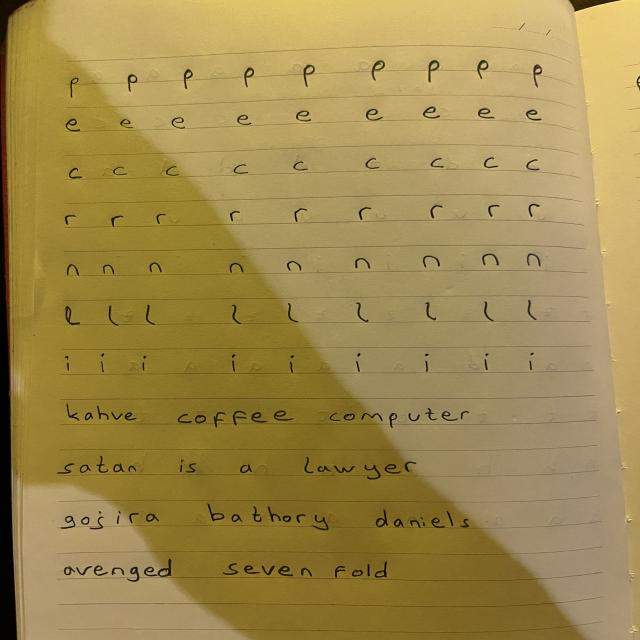 p p p p p p p p p
e e e e e e e e e
c c c c c c c c c
r r r r r r r r r
n n n n n n n n n
l l l l l l l l l
i i i i i i i i i
kahve coffee computer
satan is a lawyer
gojira bathory daniels
avenged seven fold